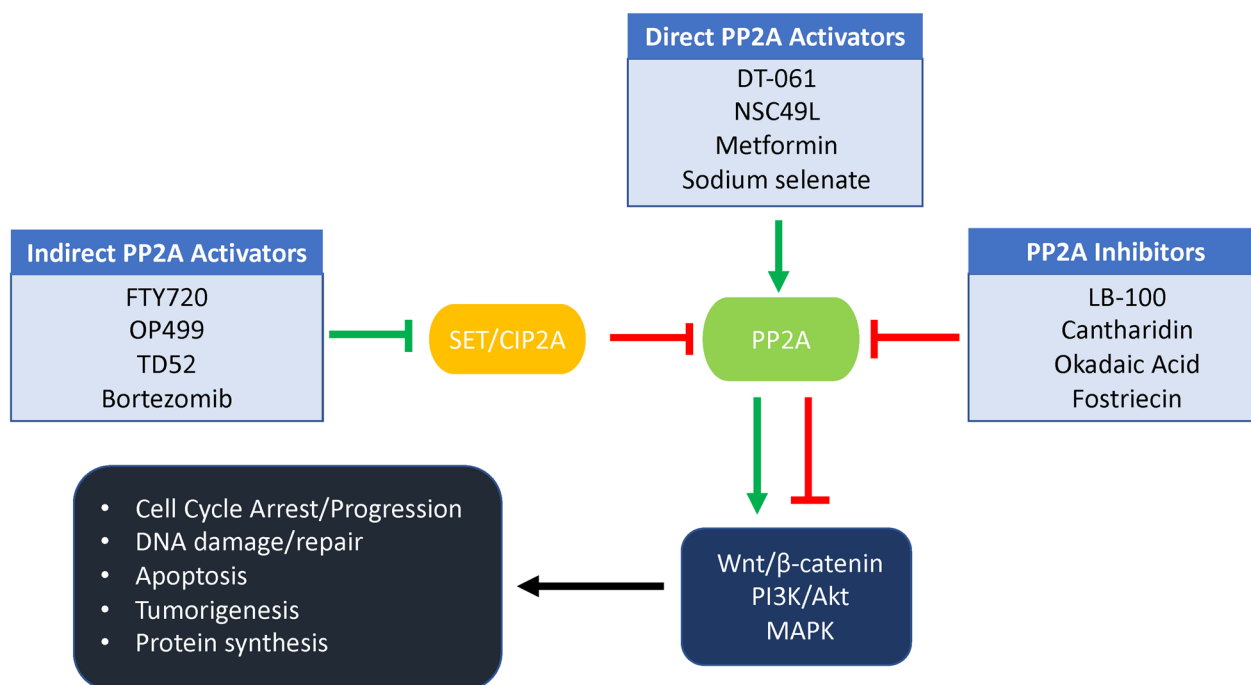 Direct PP2A Activators
DT-061
NSC49L
Metformin
Sodium selenate
Indirect PP2A Activators
FTY720
OP499
TD52
Bortezomib
SET/CIP2A
PP2A
PP2A Inhibitors
LB-100
Cantharidin
Okadaic Acid
Fostriecin
• Cell Cycle Arrest/Progression
• DNA damage/repair
• Apoptosis
• Tumorigenesis
• Protein synthesis
Wnt/β-catenin
PI3K/Akt
MAPK